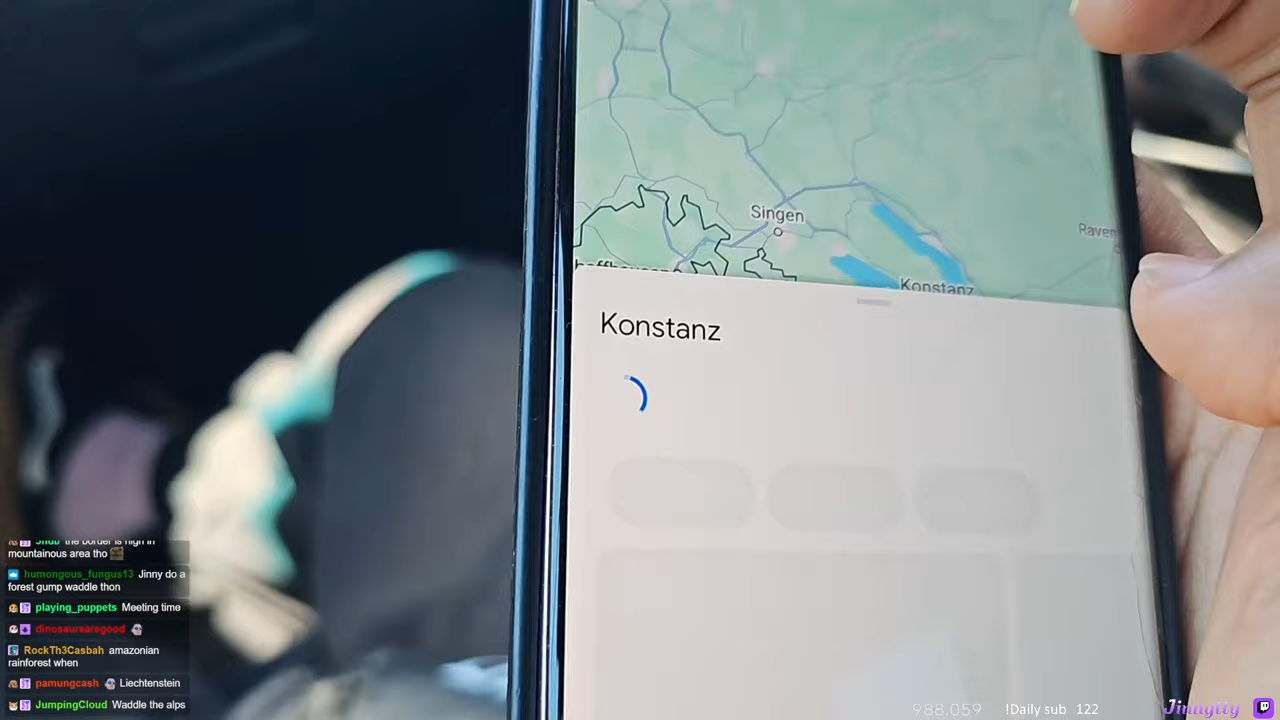 Singen
Raven
Konstanz
Konstanz
Jhub the border is high in
mountainous area tho
humongous_fungus13 Jinny do a
forest gump waddle thon
playing_puppets Meeting time
dinosaursaregood
RockTh3Casbah amazonian
rainforest when
pamungcash Liechtenstein
JumpingCloud Waddle the alps
988,059 !Daily sub 122
Jinnytty